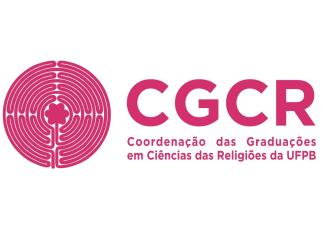 CGCR
Coordenação das Graduações
em Ciências das Religiões da UFPB